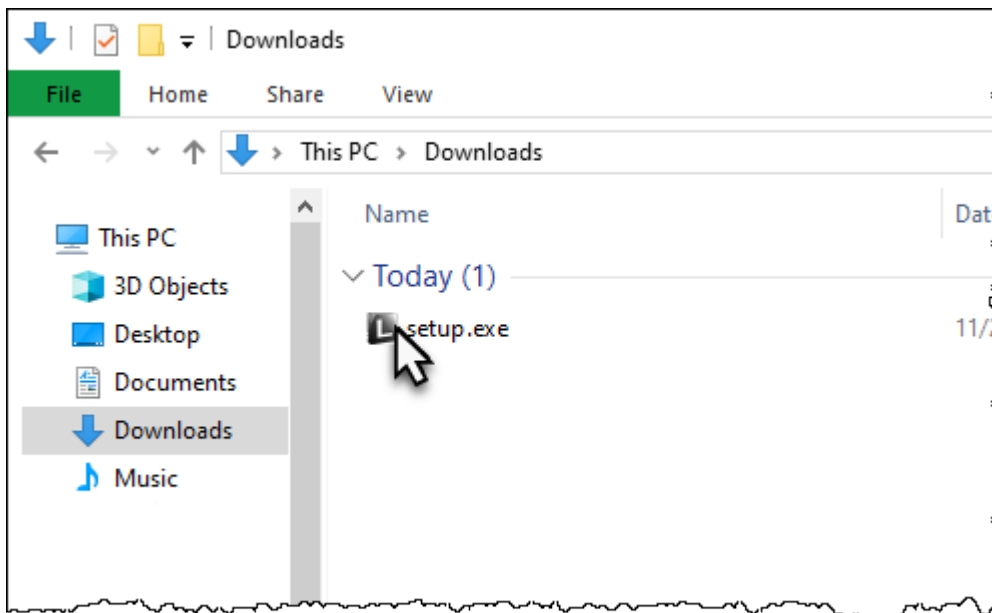 Downloads
File Home Share View
This PC > Downloads
Name Dat
This PC
Today (1)
3D Objects
setup.exe 11/
Desktop
Documents
Downloads
Music